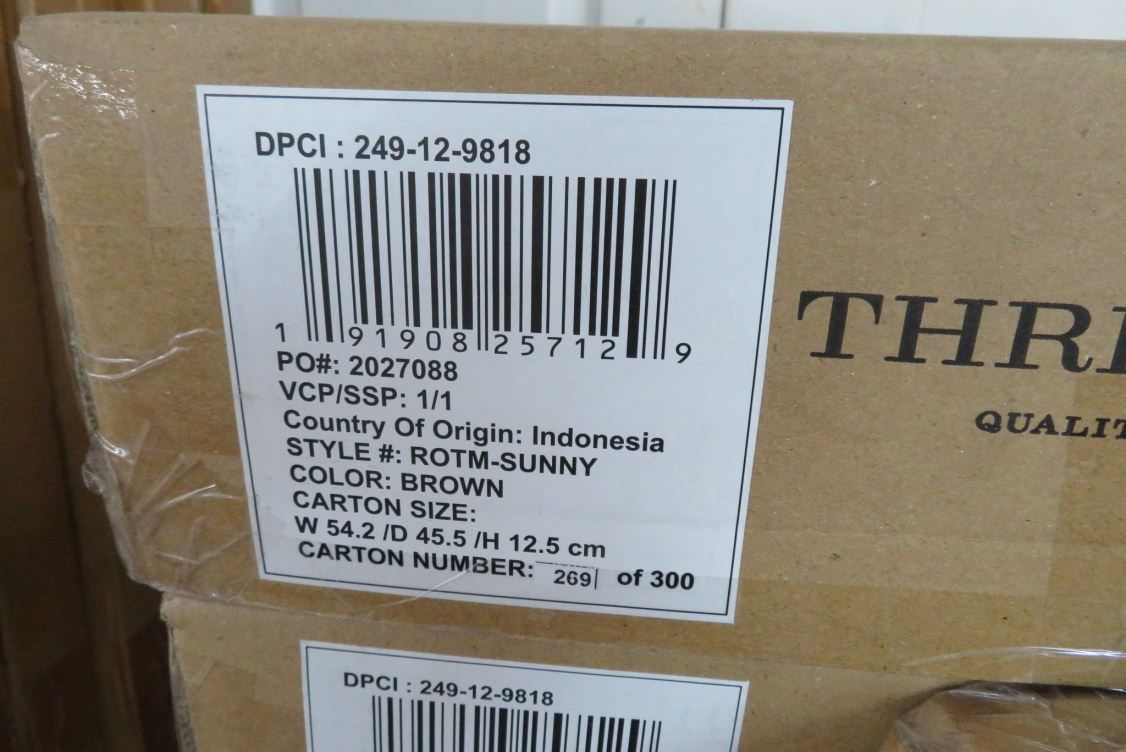 DPCI : 249-12-9818
1 91908 25712 9
PO#: 2027088
VCP/SSP: 1/1
Country Of Origin: Indonesia
STYLE #: ROTM-SUNNY
COLOR: BROWN
CARTON SIZE:
W 54.2 /D 45.5 /H 12.5 cm
CARTON NUMBER: 269 of 300
THR
QUALIT
DPCI : 249-12-9818